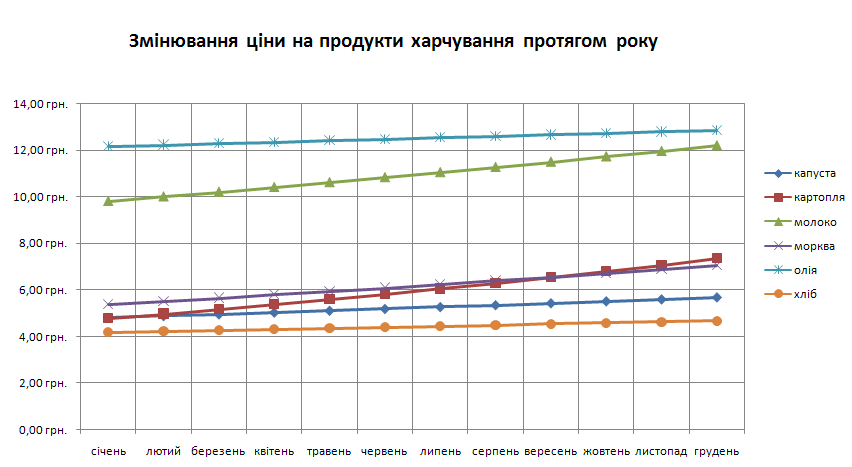 Змінювання ціни на продукти харчування протягом року
14,00 грн.
12,00 грн.
10,00 грн.
8,00 грн.
6,00 грн.
4,00 грн.
2,00 грн.
0,00 грн.
січень лютий березень квітень травень червень липень серпень вересень жовтень листопад грудень
капуста
картопля
молоко
морква
олія
хліб